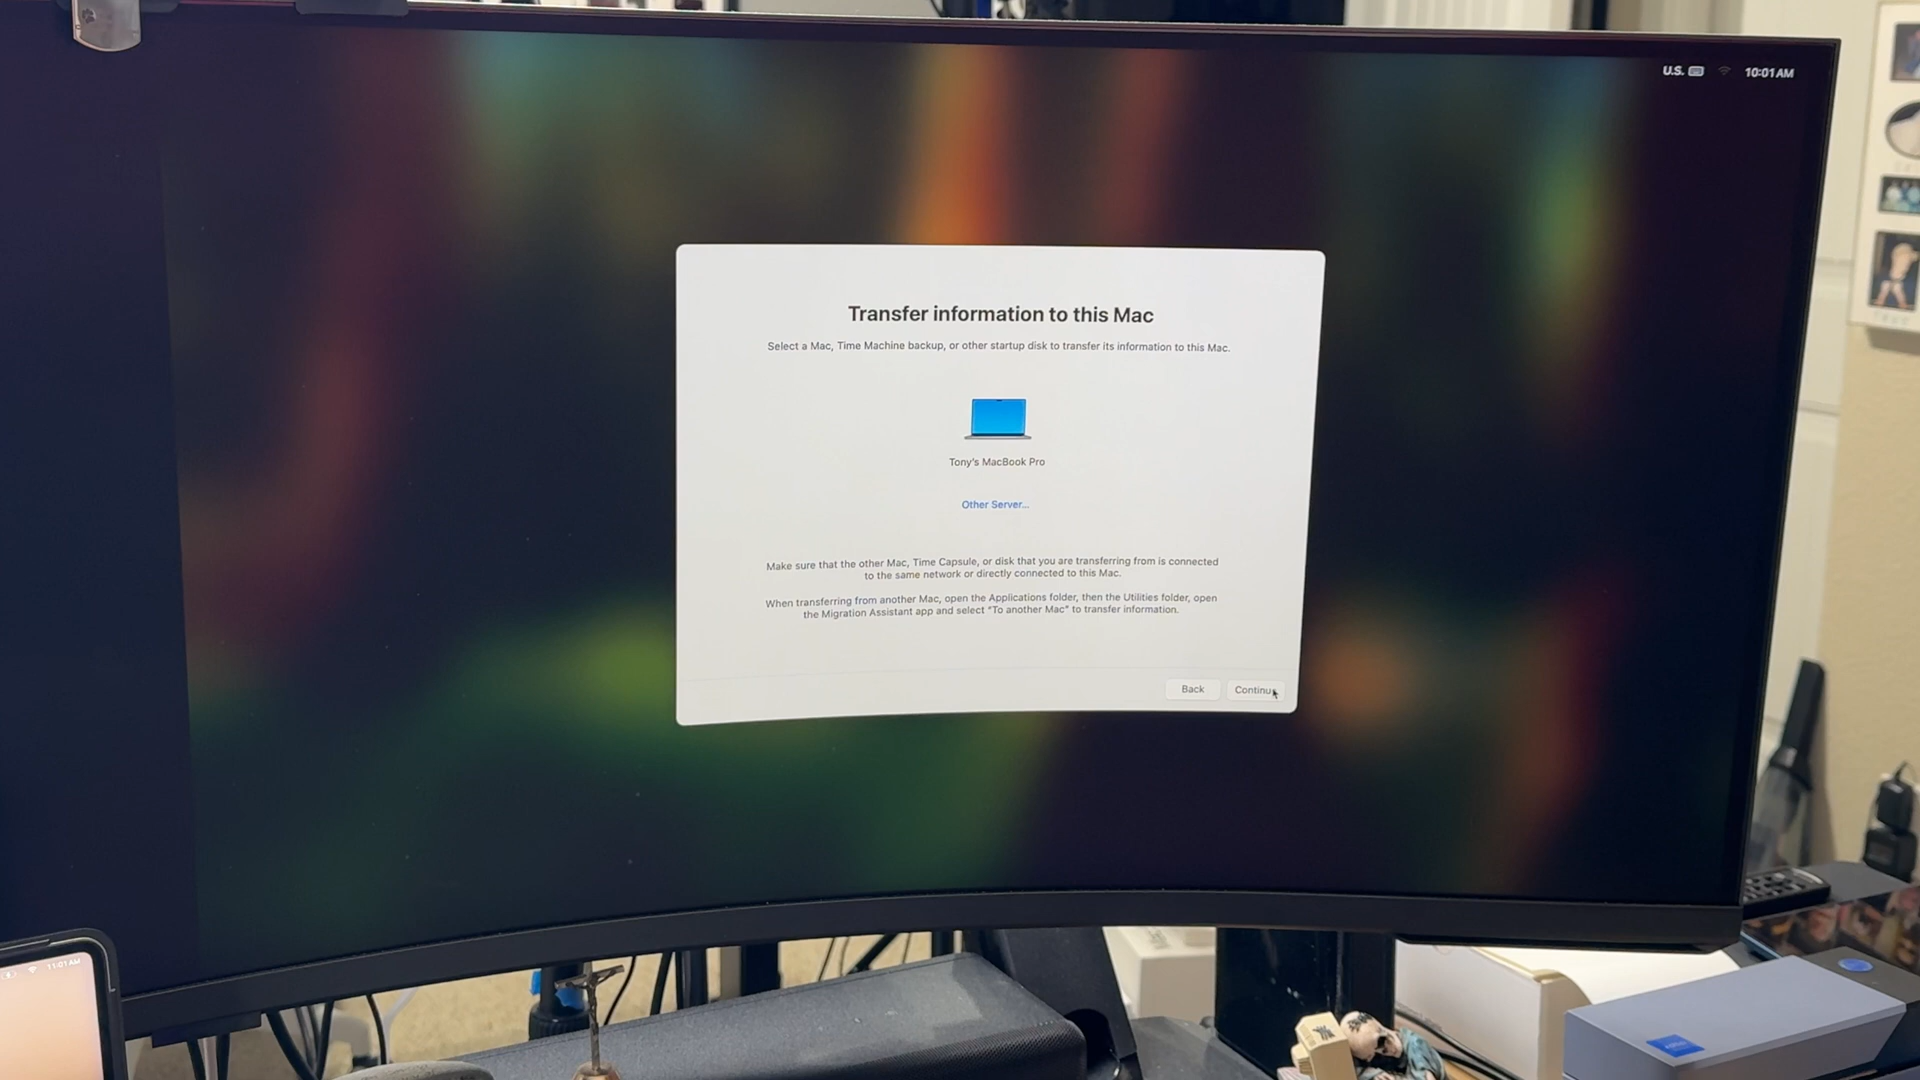 U.S. 10:01 AM
Transfer information to this Mac
Select a Mac, Time Machine backup, or other startup disk to transfer its information to this Mac.
Tony's MacBook Pro
Other Server...
Make sure that the other Mac, Time Capsule, or disk that you are transferring from is connected
to the same network or directly connected to this Mac.
When transferring from another Mac, open the Applications folder, then the Utilities folder, open
the Migration Assistant app and select "To another Mac" to transfer information.
Back Continue
11:01 AM